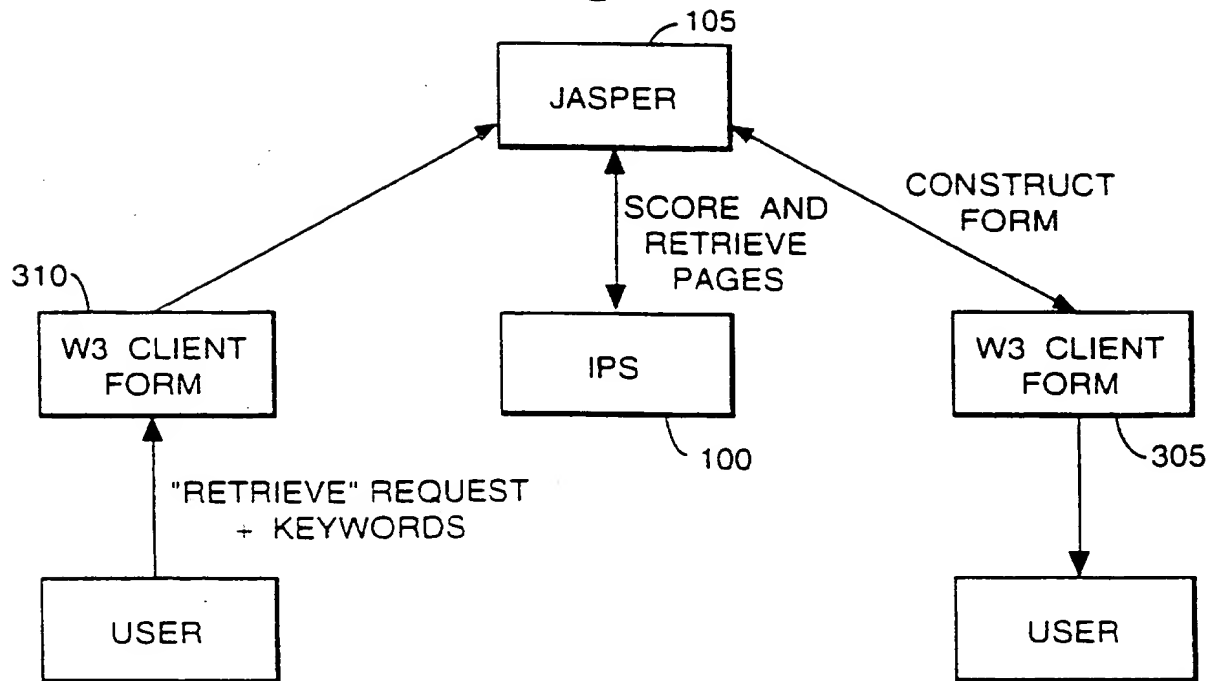 105
JASPER
SCORE AND
RETRIEVE
PAGES
CONSTRUCT
FORM
310
W3 CLIENT
FORM
IPS
100
W3 CLIENT
FORM
305
"RETRIEVE" REQUEST
+ KEYWORDS
USER
USER